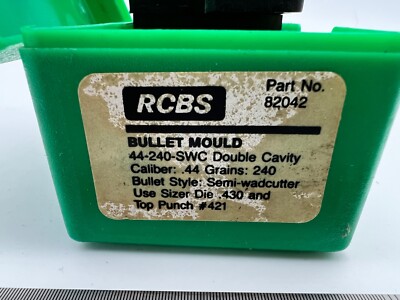 RCBS
Part No.
82042
BULLET MOULD
44-240-SWC Double Cavity
Caliber: .44 Grains: 240
Bullet Style: Semi-wadcutter
Use Sizer Die .430 and
Top Punch #421